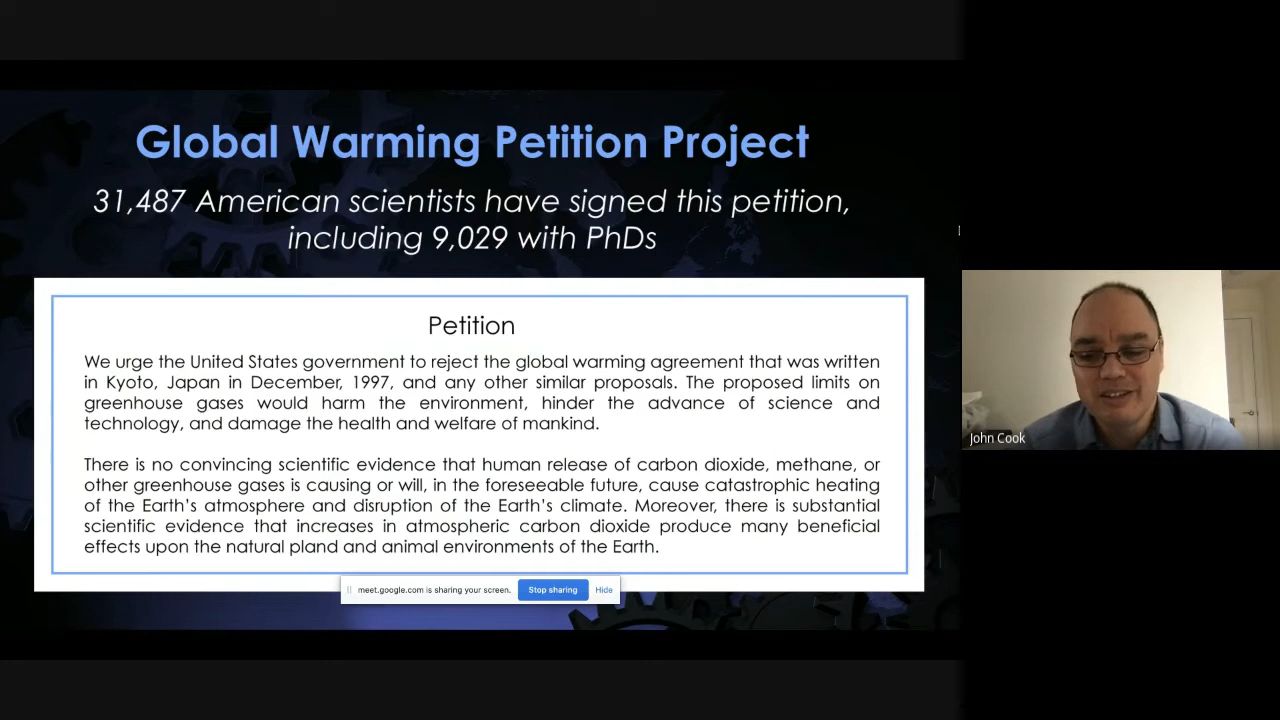 Global Warming Petition Project
31,487 American scientists have signed this petition,
including 9,029 with PhDs
Petition
We urge the United States government to reject the global warming agreement that was written
in Kyoto, Japan in December, 1997, and any other similar proposals. The proposed limits on
greenhouse gases would harm the environment, hinder the advance of science and
technology, and damage the health and welfare of mankind.
There is no convincing scientific evidence that human release of carbon dioxide, methane, or
other greenhouse gases is causing or will, in the foreseeable future, cause catastrophic heating
of the Earth's atmosphere and disruption of the Earth's climate. Moreover, there is substantial
scientific evidence that increases in atmospheric carbon dioxide produce many beneficial
effects upon the natural pland and animal environments of the Earth.
meet.google.com is sharing your screen. Stop sharing Hide
John Cook